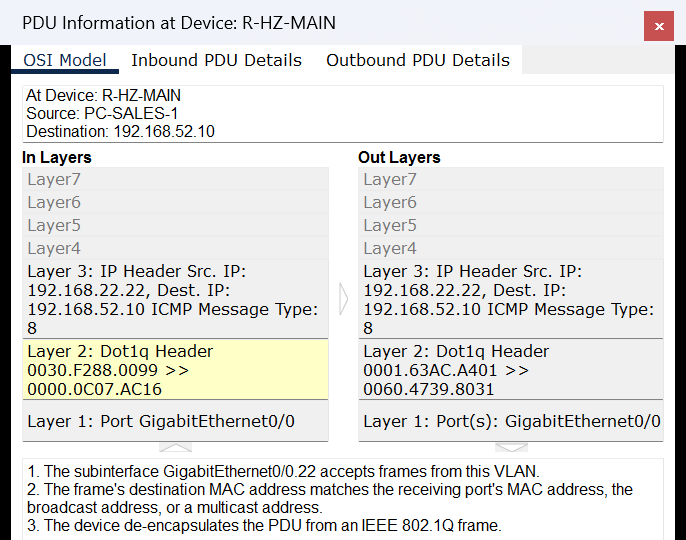 PDU Information at Device: R-HZ-MAIN
OSI Model
Inbound PDU Details
Outbound PDU Details
At Device: R-HZ-MAIN
Source: PC-SALES-1
Destination: 192.168.52.10
In Layers
Layer7
Layer6
Layer5
Layer4
Layer 3: IP Header Src. IP:
192.168.22.22, Dest. IP:
192.168.52.10 ICMP Message Type:
8
Layer 2: Dot1q Header
0030.F288.0099 >>
0000.0C07.AC16
Layer 1: Port GigabitEthernet0/0
Out Layers
Layer7
Layer6
Layer5
Layer4
Layer 3: IP Header Src. IP:
192.168.22.22, Dest. IP:
192.168.52.10 ICMP Message Type:
8
Layer 2: Dot1q Header
0001.63AC.A401 >>
0060.4739.8031
Layer 1: Port(s): GigabitEthernet0/0
1. The subinterface GigabitEthernet0/0.22 accepts frames from this VLAN.
2. The frame's destination MAC address matches the receiving port's MAC address, the
broadcast address, or a multicast address.
3. The device de-encapsulates the PDU from an IEEE 802.1Q frame.